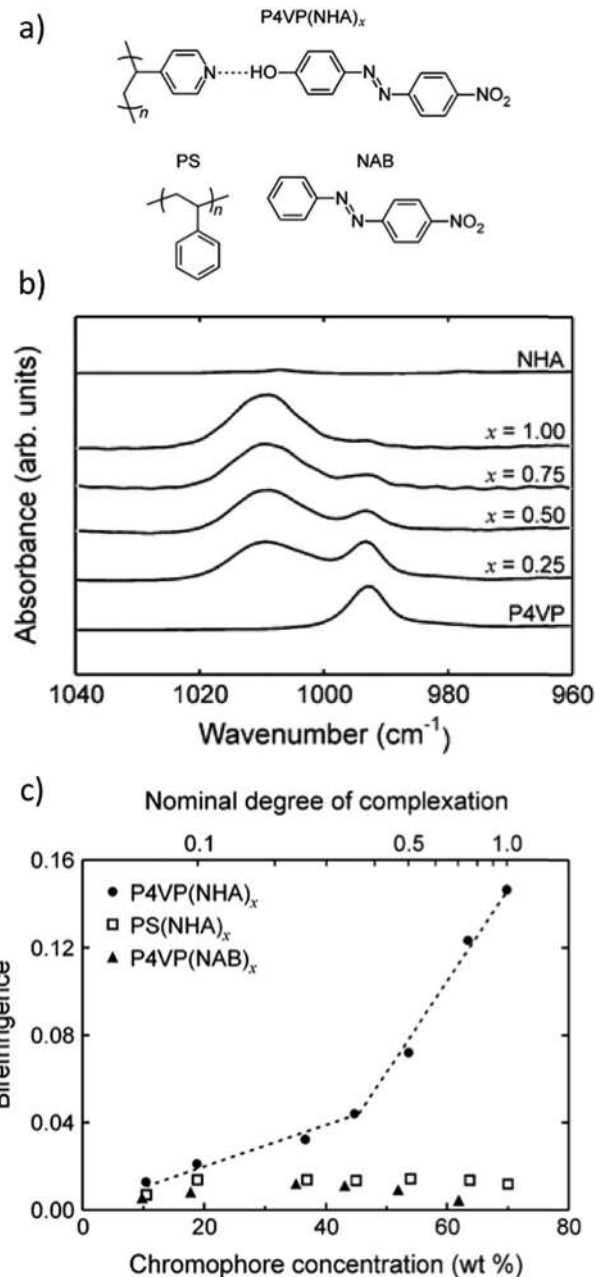 a)
P4VP(NHA)x
N
HO
N
N
NO2
n
PS
NAB
n
N
N
NO2
b)
Absorbance (arb. units)
NHA
x = 1.00
x = 0.75
x = 0.50
x = 0.25
P4VP
1040 1020 1000 980 960
Wavenumber (cm-1)
c)
Nominal degree of complexation
0.1 0.5 1.0
0.16
0.12
0.08
0.04
0.00
P4VP(NHA)x
PS(NHA)x
P4VP(NAB)x
Birefringence
0 20 40 60 80
Chromophore concentration (wt %)